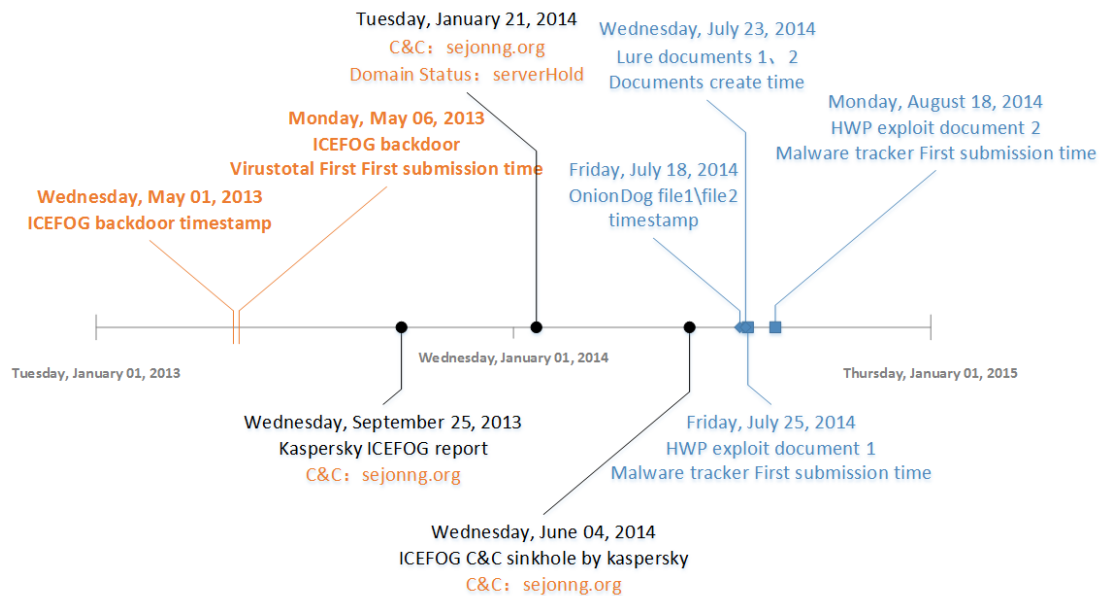 Tuesday, January 21, 2014
C&C：sejonng.org
Domain Status：serverHold
Wednesday, July 23, 2014
Lure documents 1、2
Documents create time
Monday, May 06, 2013
ICEFOG backdoor
Virustotal First First submission time
Monday, August 18, 2014
HWP exploit document 2
Malware tracker First submission time
Wednesday, May 01, 2013
ICEFOG backdoor timestamp
Friday, July 18, 2014
OnionDog file1\file2
timestamp
Tuesday, January 01, 2013
Wednesday, January 01, 2014
Thursday, January 01, 2015
Wednesday, September 25, 2013
Kaspersky ICEFOG report
C&C：sejonng.org
Friday, July 25, 2014
HWP exploit document 1
Malware tracker First submission time
Wednesday, June 04, 2014
ICEFOG C&C sinkhole by kaspersky
C&C：sejonng.org